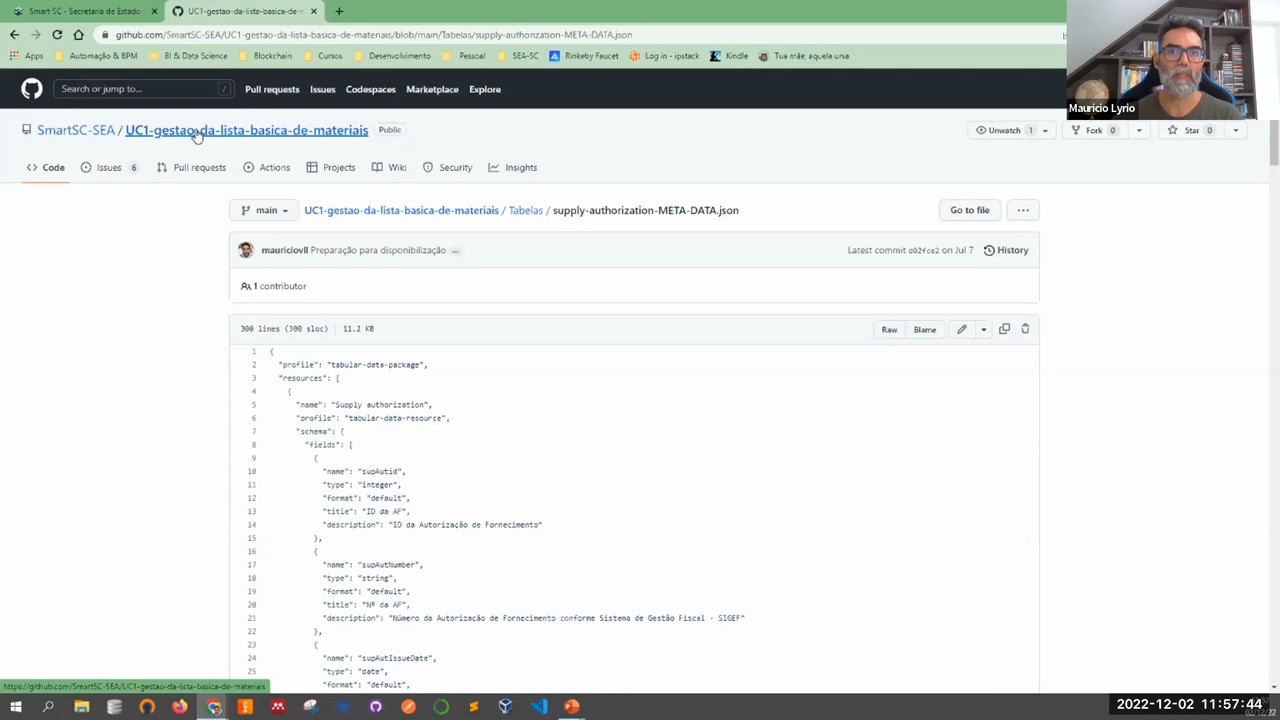 Smart SC - Secretaria de Estado
UC1-gestao-da-lista-basica-de-m
github.com/SmartSC-SEA/UC1-gestao-da-lista-basica-de-materiais/blob/main/Tabelas/supply-authorization-META-DATA.json
Apps Automação & BPM BI & Data Science Blockchain Cursos Desenvolvimento Pessoal SEA-SC Rinkeby Faucet Log in - ipstack Kindle Tua mãe, aquela ursa
Mauricio Lyrio
Search or jump to... / Pull requests Issues Codespaces Marketplace Explore
SmartSC-SEA / UC1-gestao-da-lista-basica-de-materiais Public Unwatch 1 Fork 0 Star 0
Code Issues 6 Pull requests Actions Projects Wiki Security Insights
main UC1-gestao-da-lista-basica-de-materiais / Tabelas / supply-authorization-META-DATA.json Go to file ...
mauriciovll Preparação para disponibilização ... Latest commit d02fce2 on Jul 7 History
1 contributor
300 lines (300 sloc) 11.2 KB Raw Blame
1 {
2 "profile": "tabular-data-package",
3 "resources": [
4 {
5 "name": "Supply authorization",
6 "profile": "tabular-data-resource",
7 "schema": {
8 "fields": [
9 {
10 "name": "supAutid",
11 "type": "integer",
12 "format": "default",
13 "title": "ID da AF",
14 "description": "ID da Autorização de Fornecimento"
15 },
16 {
17 "name": "supAutNumber",
18 "type": "string",
19 "format": "default",
20 "title": "Nº da AF",
21 "description": "Número da Autorização de Fornecimento conforme Sistema de Gestão Fiscal - SIGEF"
22 },
23 {
24 "name": "supAutIssueDate",
25 "type": "date",
"format": "default",
https://github.com/SmartSC-SEA/UC1-gestao-da-lista-basica-de-materiais
2022-12-02 11:57:44